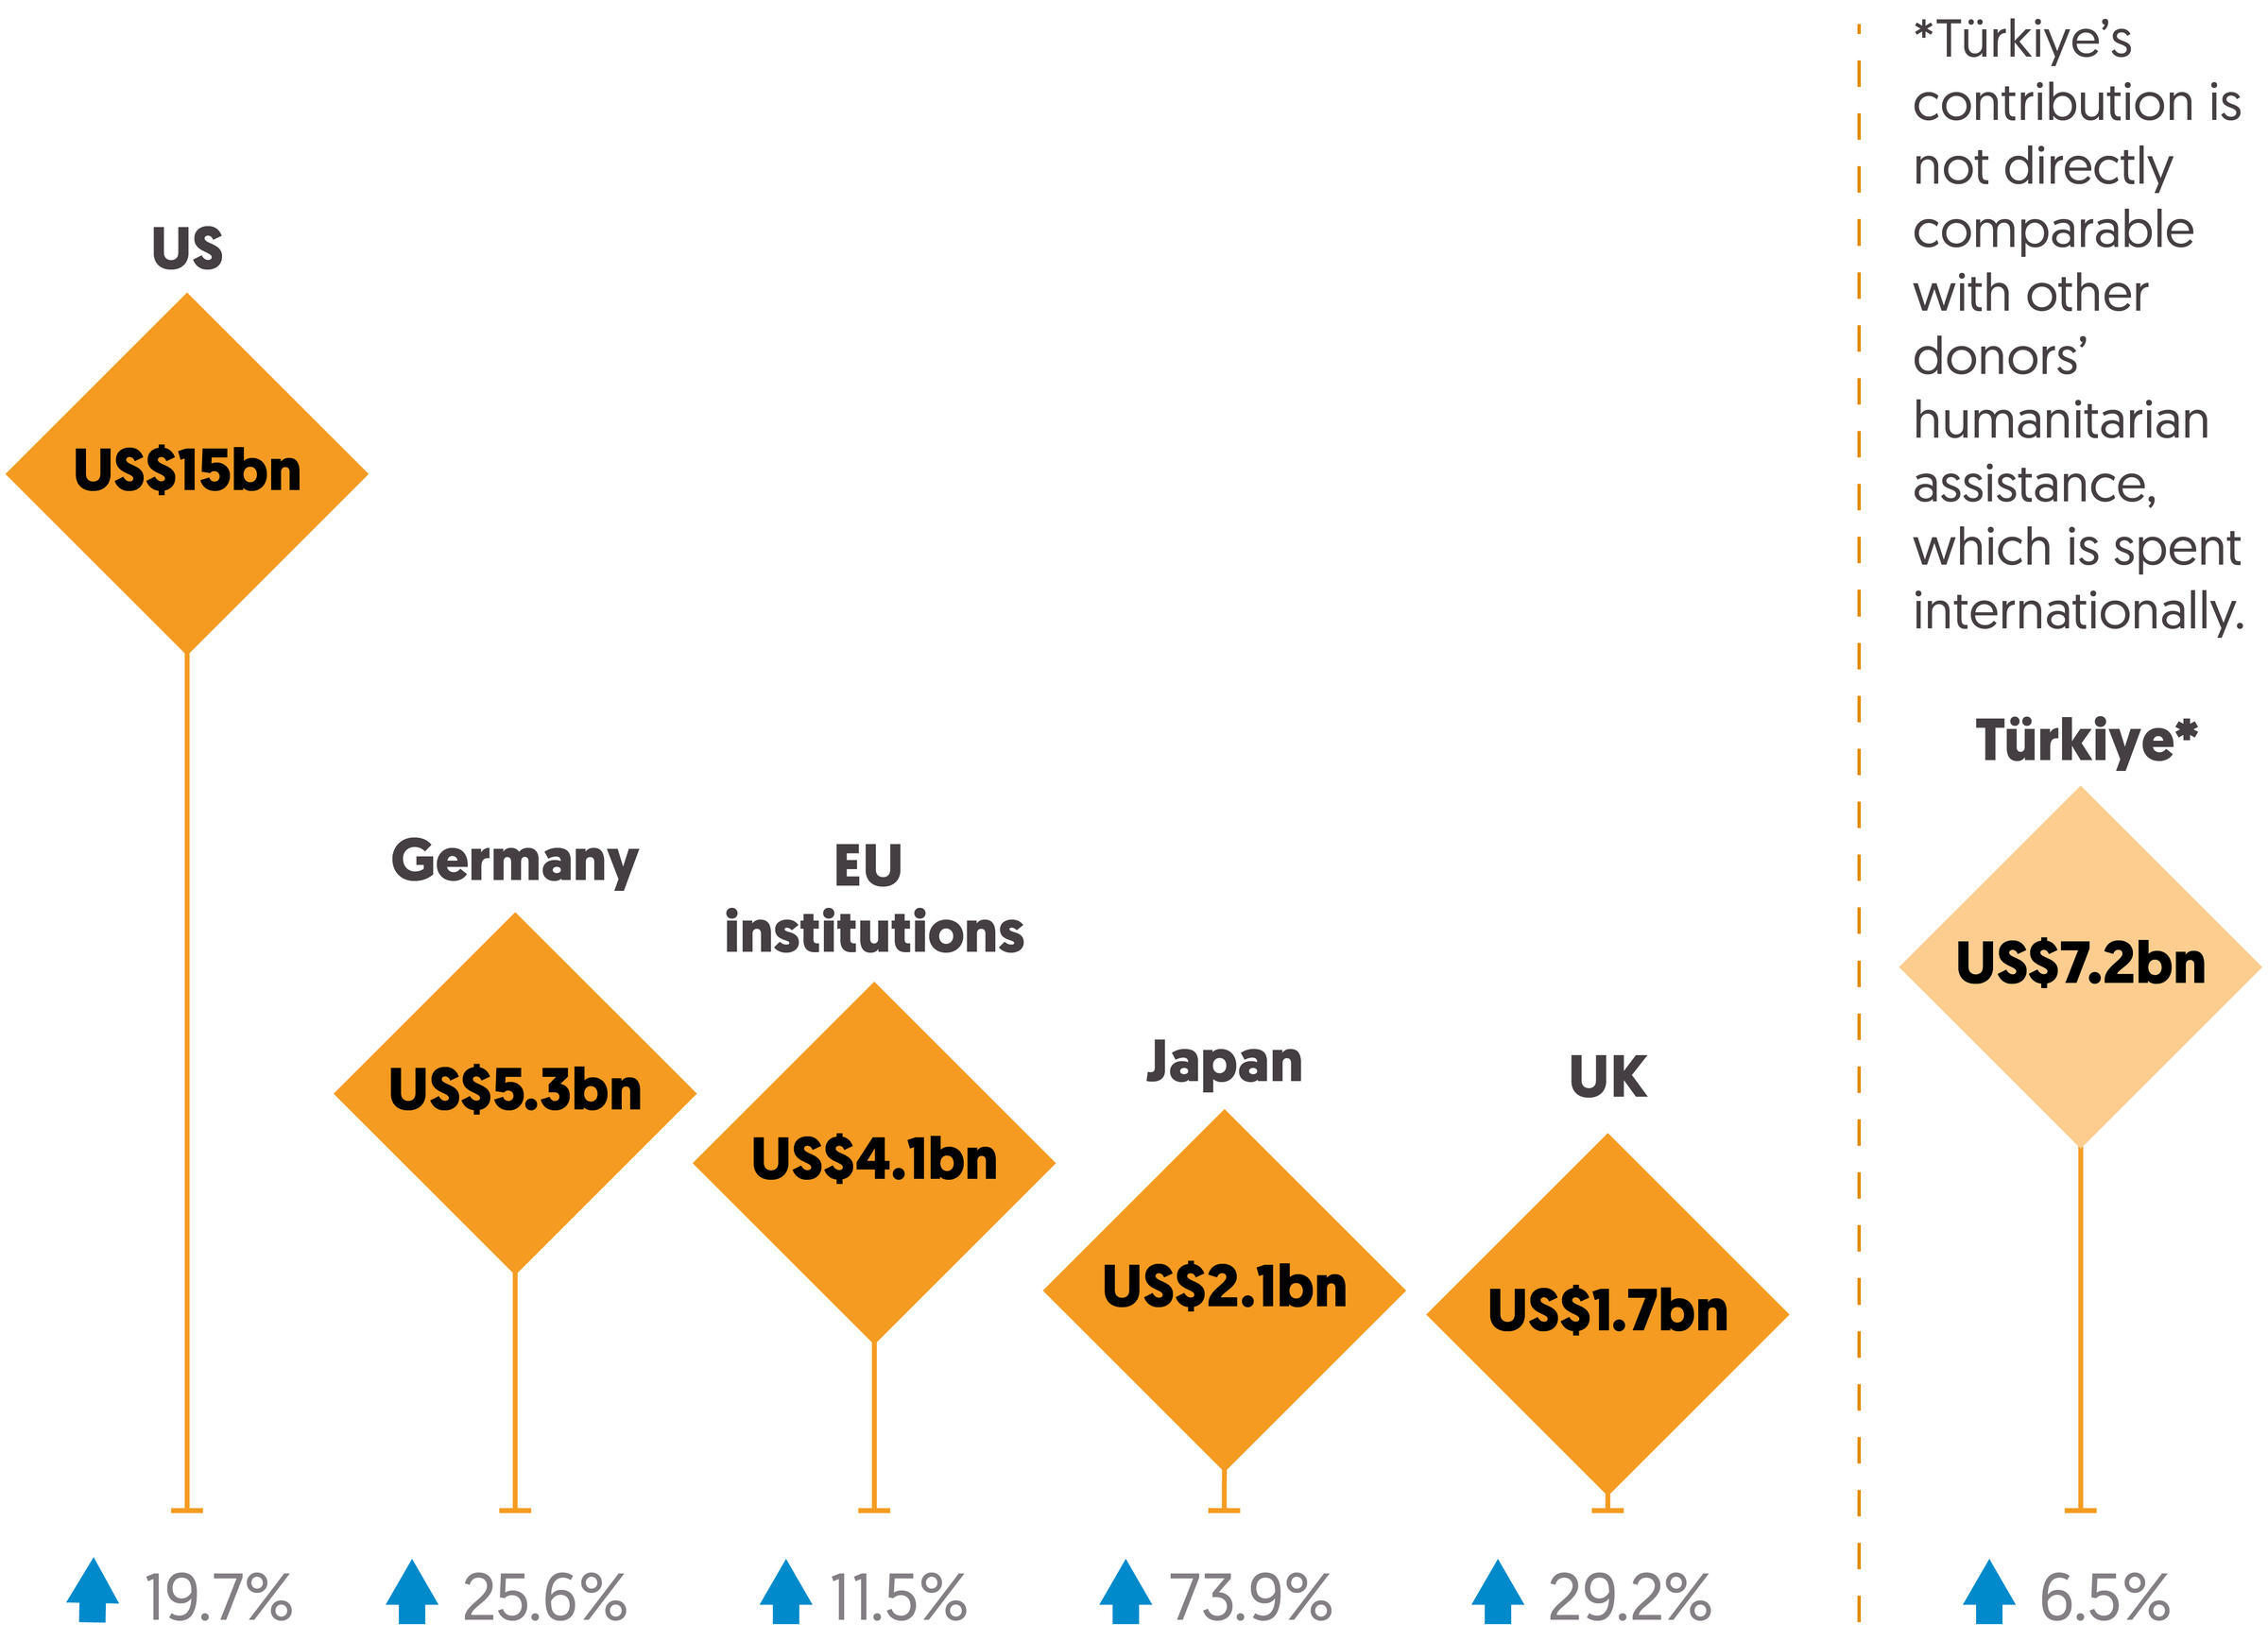 US
US$15bn
19.7%
Germany
US$5.3bn
25.6%
EU
institutions
US$4.1bn
11.5%
Japan
US$2.1bn
73.9%
UK
US$1.7bn
29.2%
*Türkiye’s
contribution is
not directly
comparable
with other
donors’
humanitarian
assistance,
which is spent
internationally.
Türkiye*
US$7.2bn
6.5%